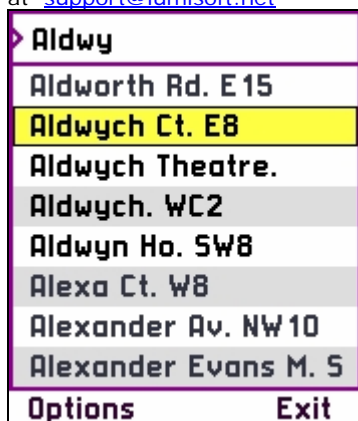 at support@lumisoft.net
> Aldwy
Aldworth Rd. E15
Aldwych Ct. E8
Aldwych Theatre.
Aldwych. WC2
Aldwyn Ho. SW8
Alexa Ct. W8
Alexander Av. NW10
Alexander Evans M. S
Options Exit